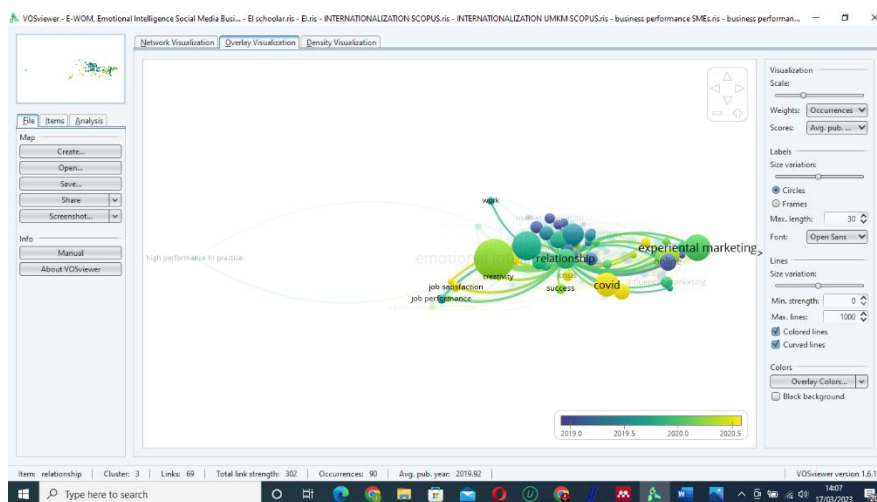 VOSviewer - E-WOM, Emotional Intelligence Social Media Busi... - EI schoolar.ris - EI.ris - INTERNATIONALIZATION SCOPUS.ris - INTERNATIONALIZATION UMKM SCOPUS.ris - business performance SMEs.ris - business performan...
Network Visualization Overlay Visualization Density Visualization
File Items Analysis
Map
Create...
Open...
Save...
Share
Screenshot...
Info
Manual
About VOSviewer
work
high performance hr practice
emotional
relationship
experiental marketing
online
creativity
job satisfaction
job performance
success
covid
2019.0 2019.5 2020.0 2020.5
Visualization
Scale:
Weights: Occurrences
Scores: Avg. pub. ...
Labels
Size variation:
Circles
Frames
Max. length: 30
Font: Open Sans
Lines
Size variation:
Min. strength: 0
Max. lines: 1000
Colored lines
Curved lines
Colors
Overlay Colors...
Black background
Item: relationship Cluster: 3 Links: 69 Total link strength: 302 Occurrences: 90 Avg. pub. year: 2019.92
VOSviewer version 1.6.1
Type here to search
14:07
17/03/2023